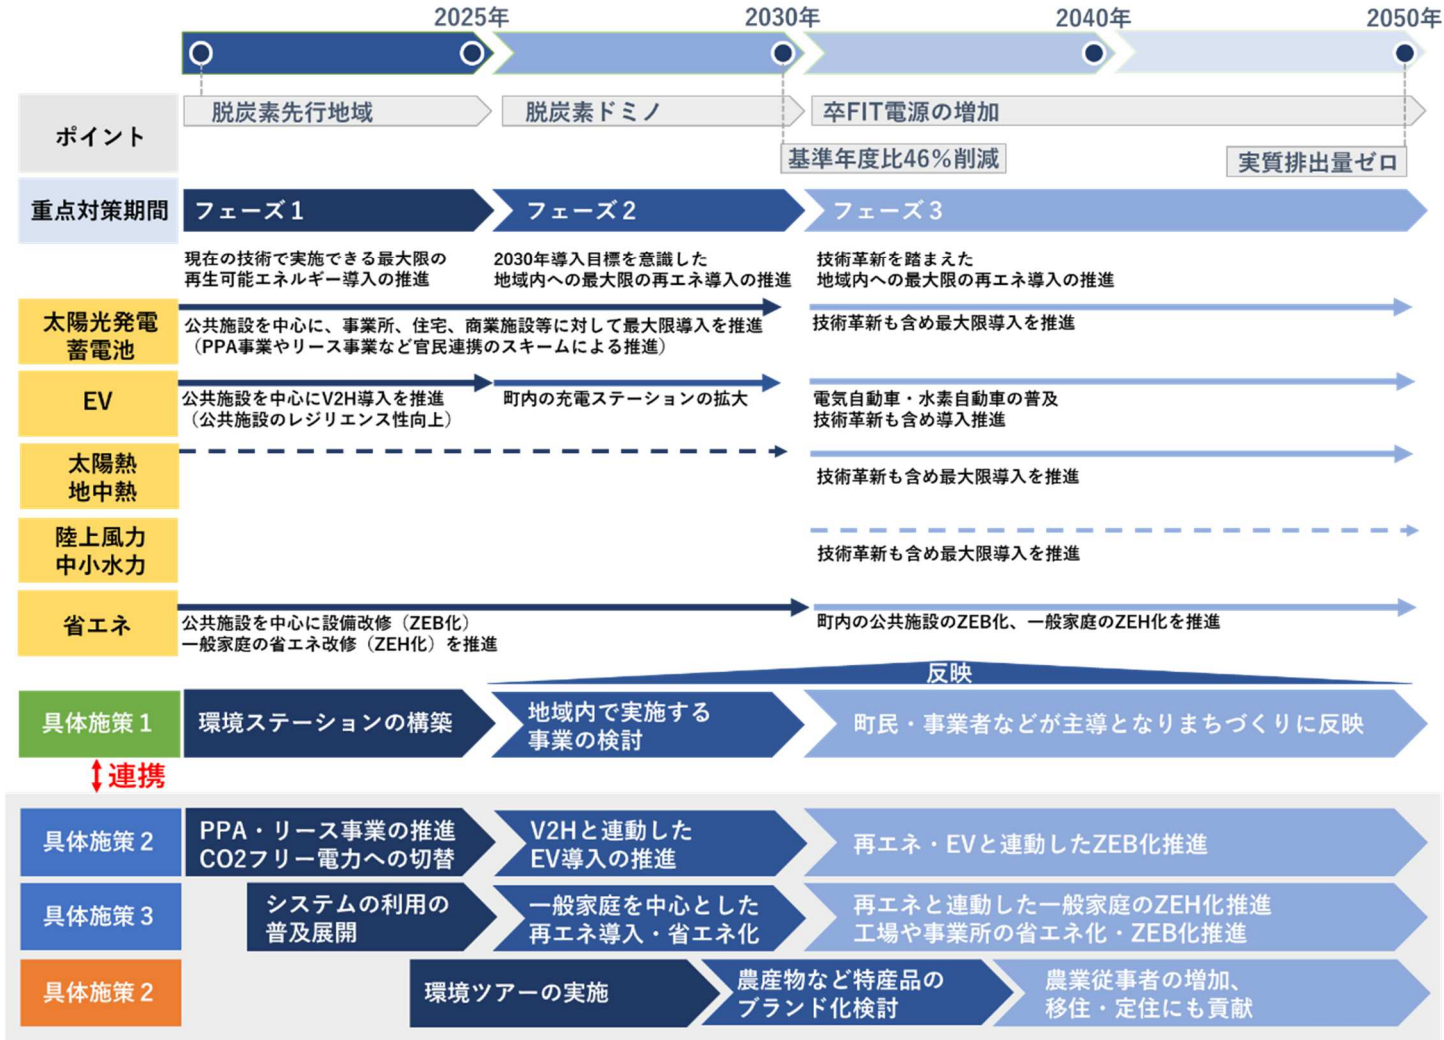 2025年
2030年
2040年
2050年
ポイント
脱炭素先行地域
脱炭素ドミノ
卒FIT電源の増加
基準年度比46%削減
実質排出量ゼロ
重点対策期間
フェーズ1
フェーズ2
フェーズ3
現在の技術で実施できる最大限の
再生可能エネルギー導入の推進
2030年導入目標を意識した
地域内への最大限の再エネ導入の推進
技術革新を踏まえた
地域内への最大限の再エネ導入の推進
太陽光発電
蓄電池
公共施設を中心に、事業所、住宅、商業施設等に対して最大限導入を推進
（PPA事業やリース事業など官民連携のスキームによる推進）
技術革新も含め最大限導入を推進
EV
公共施設を中心にV2H導入を推進
（公共施設のレジリエンス性向上）
町内の充電ステーションの拡大
電気自動車・水素自動車の普及
技術革新も含め導入推進
太陽熱
地中熱
技術革新も含め最大限導入を推進
陸上風力
中小水力
技術革新も含め最大限導入を推進
省エネ
公共施設を中心に設備改修（ZEB化）
一般家庭の省エネ改修（ZEH化）を推進
町内の公共施設のZEB化、一般家庭のZEH化を推進
反映
具体施策1
環境ステーションの構築
地域内で実施する
事業の検討
町民・事業者などが主導となりまちづくりに反映
連携
具体施策2
PPA・リース事業の推進
CO2フリー電力への切替
V2Hと連動した
EV導入の推進
再エネ・EVと連動したZEB化推進
具体施策3
システムの利用の
普及展開
一般家庭を中心とした
再エネ導入・省エネ化
再エネと連動した一般家庭のZEH化推進
工場や事業所の省エネ化・ZEB化推進
具体施策2
環境ツアーの実施
農産物など特産品の
ブランド化検討
農業従事者の増加、
移住・定住にも貢献